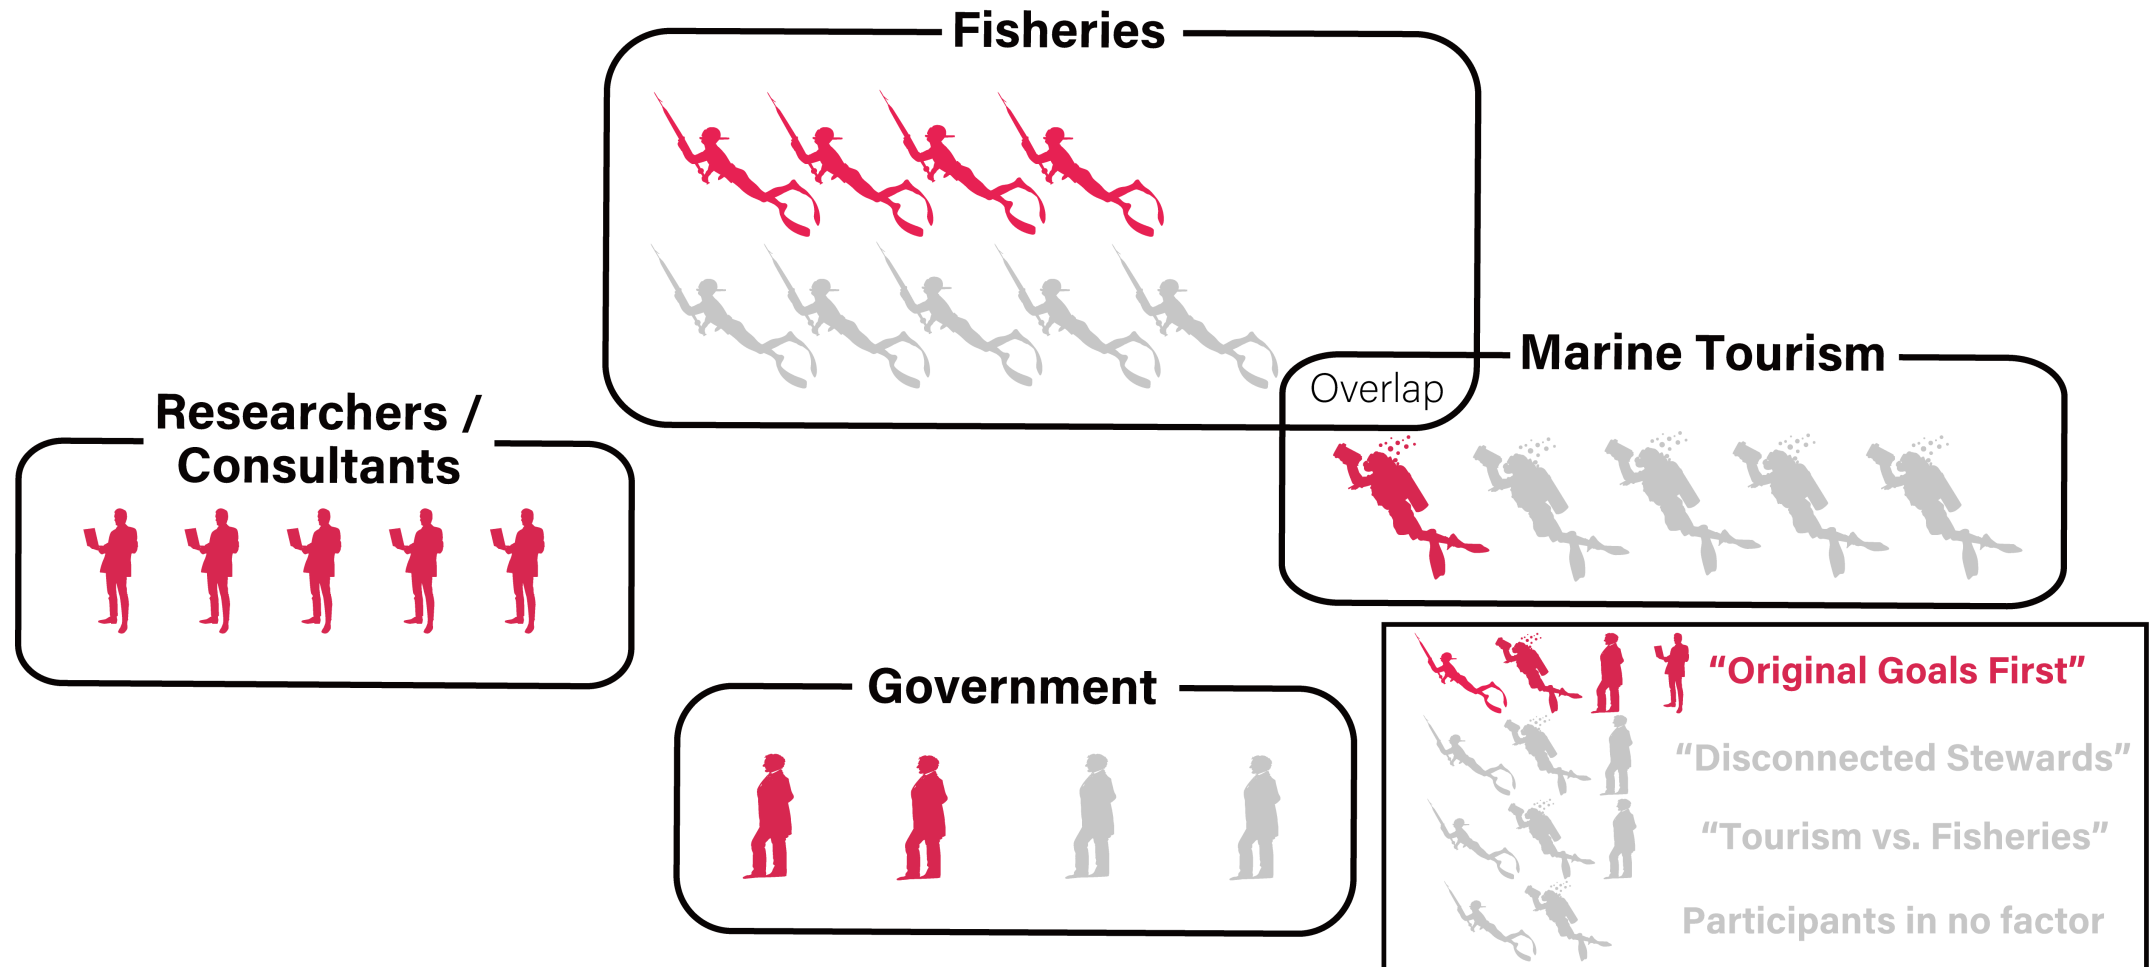 Fisheries
Marine Tourism
Overlap
Researchers /
Consultants
Government
“Original Goals First”
“Disconnected Stewards”
“Tourism vs. Fisheries”
Participants in no factor